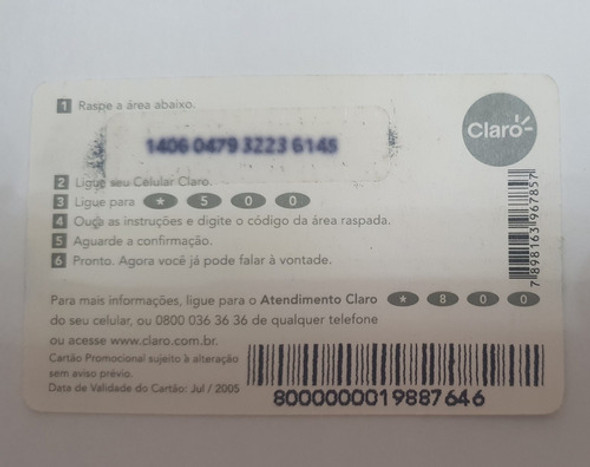 1 Raspe a área abaixo.
Claro
1406 0479 3223 6145
2 Ligue seu Celular Claro.
3 Ligue para * 5 0 0
4 Ouça as instruções e digite o código da área raspada.
5 Aguarde a confirmação.
6 Pronto. Agora você já pode falar à vontade.
7 898163 967857
Para mais informações, ligue para o Atendimento Claro * 8 0 0
do seu celular, ou 0800 036 36 36 de qualquer telefone
ou acesse www.claro.com.br.
Cartão Promocional sujeito à alteração
sem aviso prévio.
Data de Validade do Cartão: Jul / 2005
8000000019887646